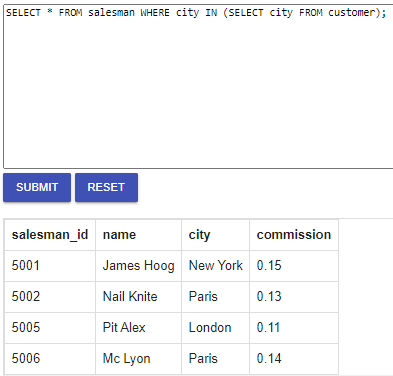 SELECT * FROM salesman WHERE city IN (SELECT city FROM customer);
SUBMIT RESET
salesman_id name city commission
5001 James Hoog New York 0.15
5002 Nail Knite Paris 0.13
5005 Pit Alex London 0.11
5006 Mc Lyon Paris 0.14